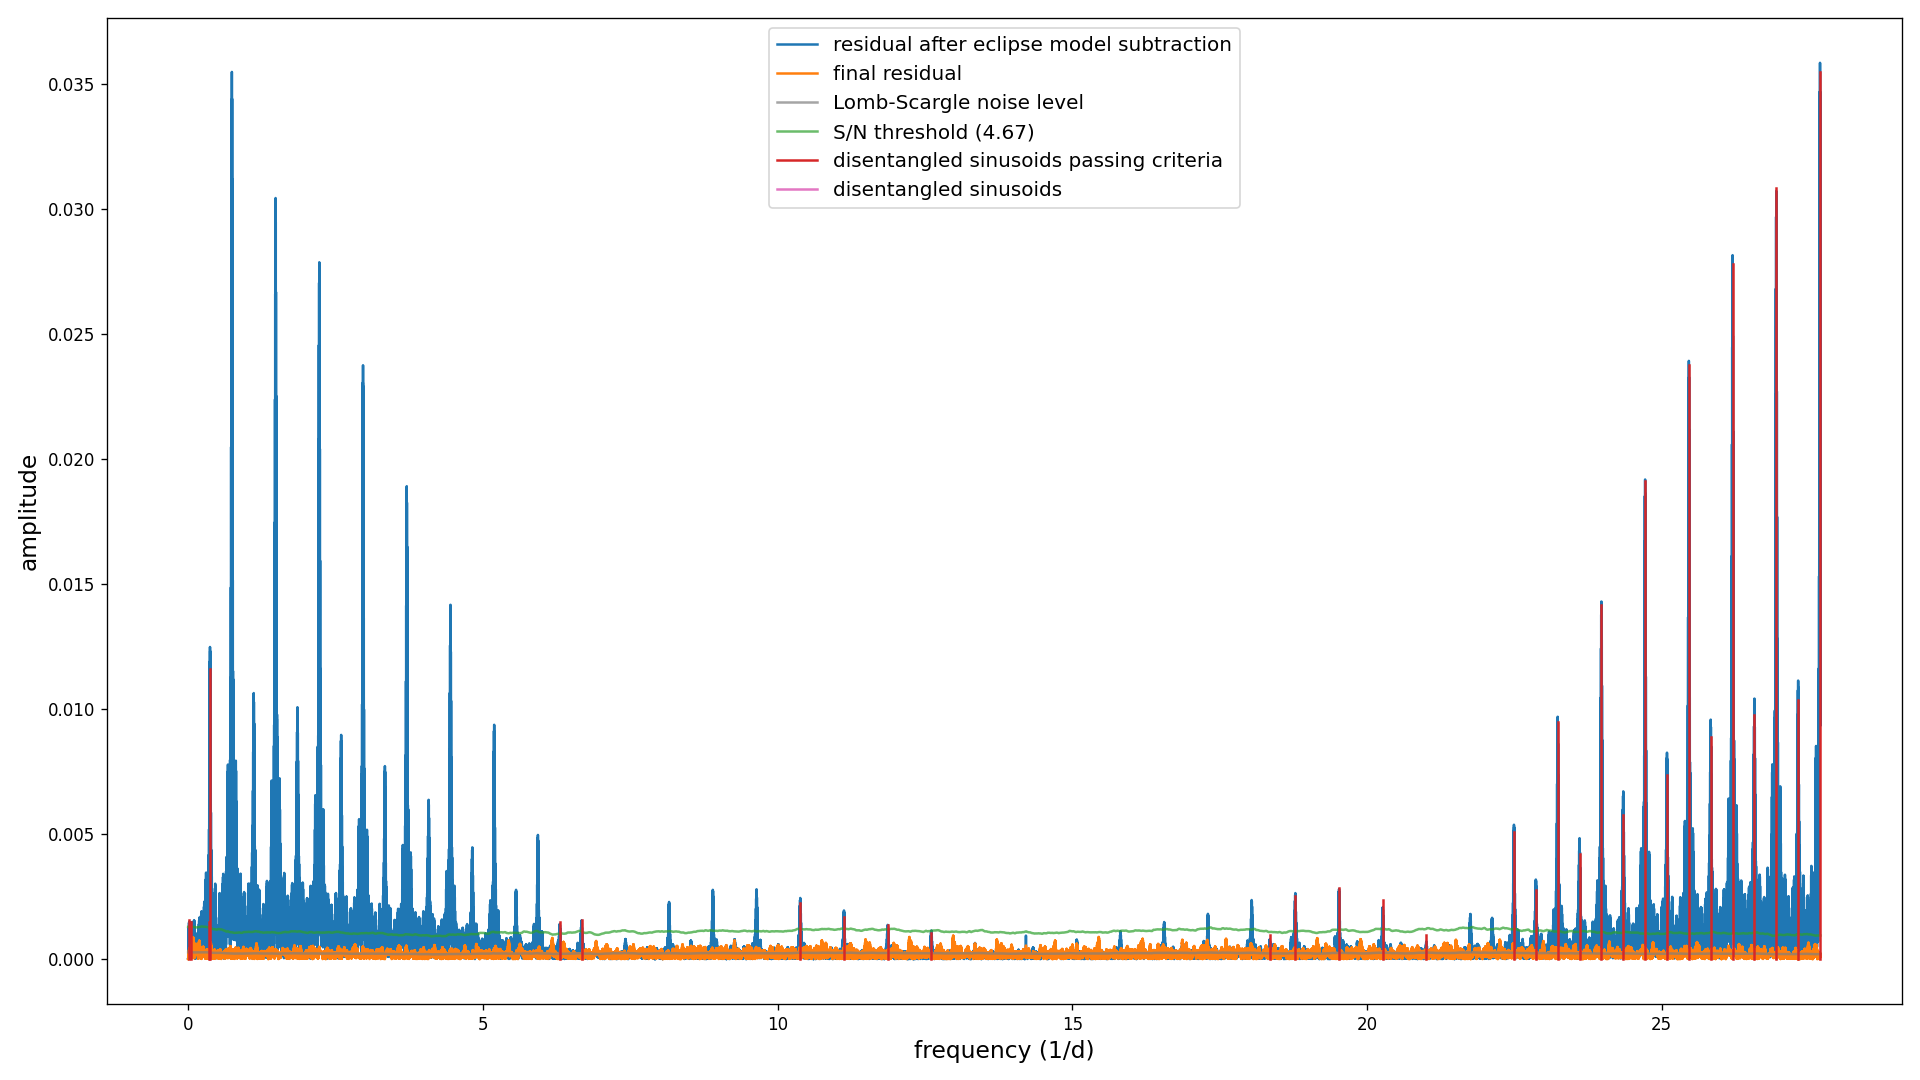 residual after eclipse model subtraction
final residual
Lomb-Scargle noise level
S/N threshold (4.67)
disentangled sinusoids passing criteria
disentangled sinusoids
0.035
0.030
0.025
0.020
0.015
0.010
0.005
0.000
amplitude
0 5 10 15 20 25
frequency (1/d)